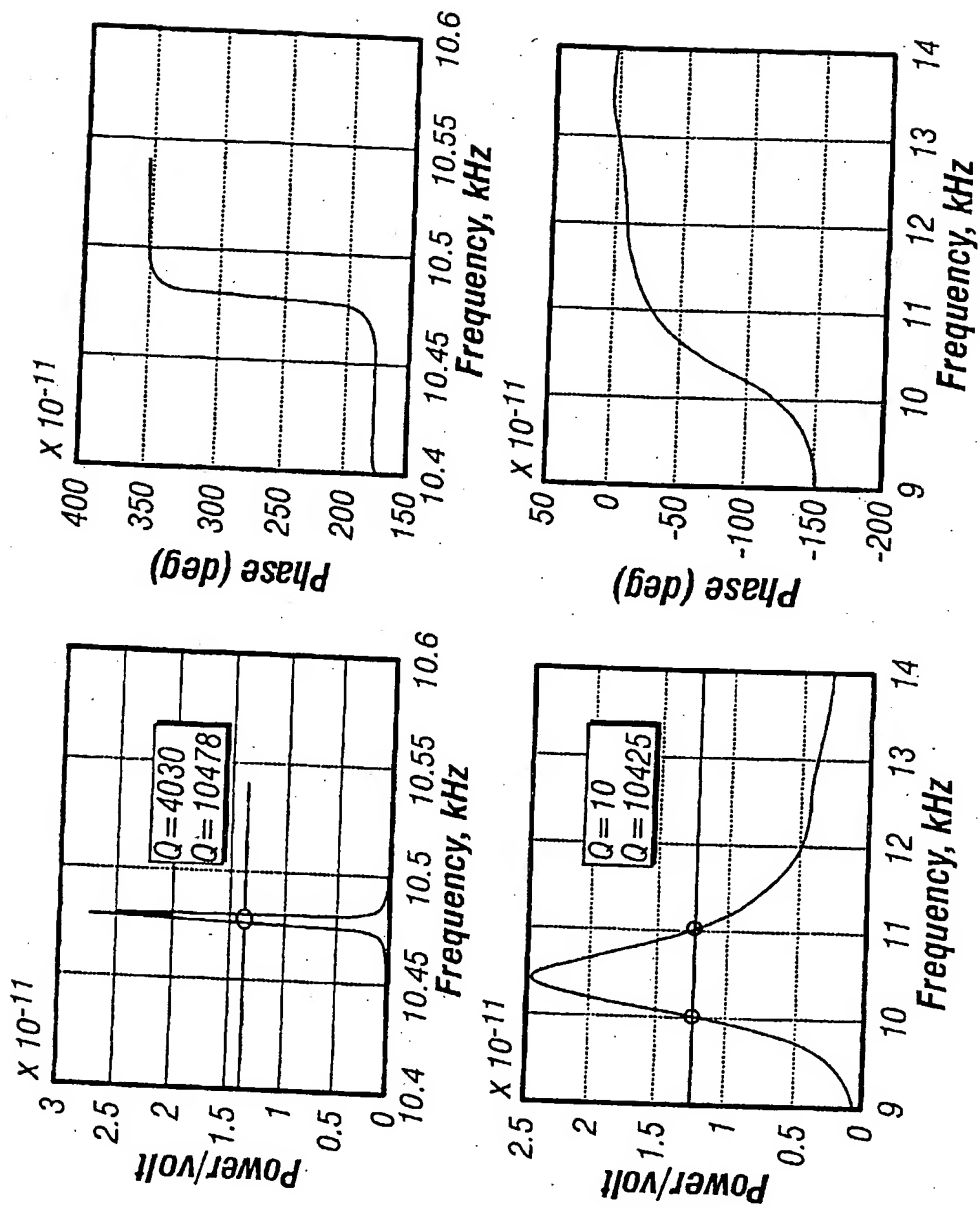 X 10-11
3
2.5
2
1.5
1
0.5
0
Power/volt
Q=4030
Q=10478
10.4
10.45
10.5
10.55
10.6
Frequency, kHz
X 10-11
400
350
300
250
200
150
Phase (deg)
10.4
10.45
10.5
10.55
10.6
Frequency, kHz
X 10-11
2.5
2
1.5
1
0.5
0
Power/volt
Q=10
Q=10425
9
10
11
12
13
14
Frequency, kHz
X 10-11
50
0
-50
-100
-150
-200
Phase (deg)
9
10
11
12
13
14
Frequency, kHz